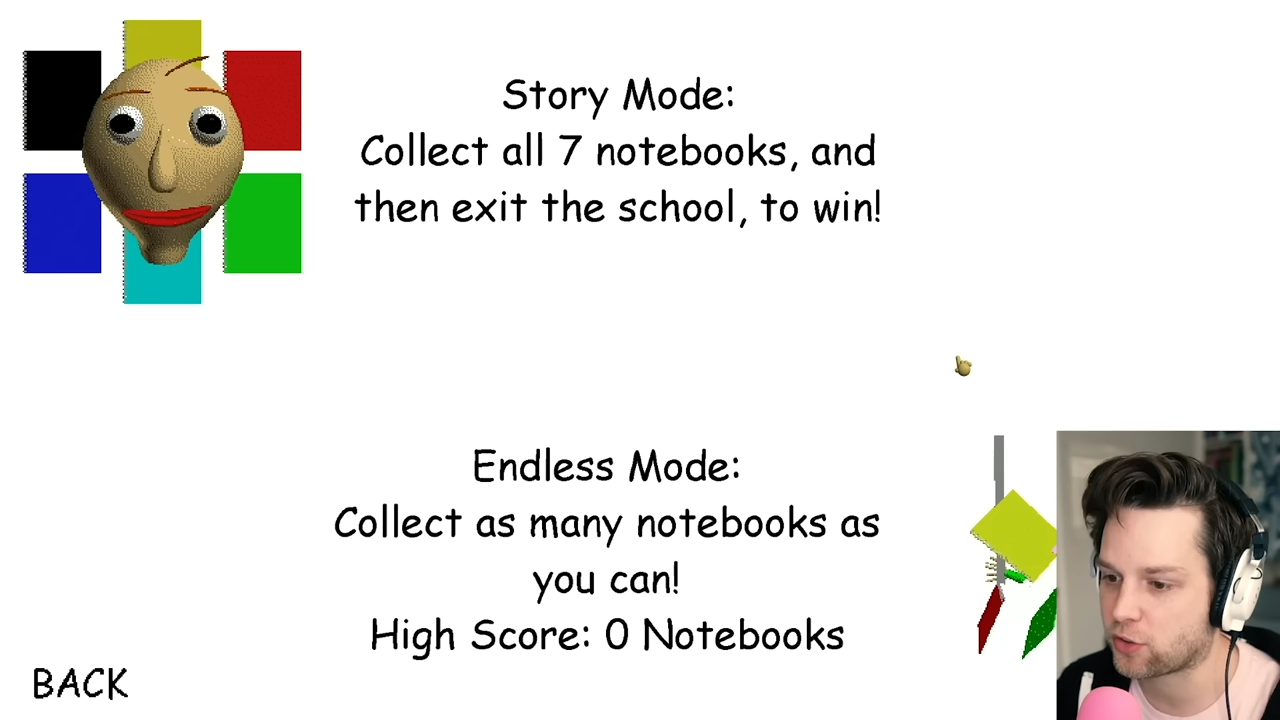 Story Mode:
Collect all 7 notebooks, and
then exit the school, to win!
Endless Mode:
Collect as many notebooks as
you can!
High Score: 0 Notebooks
BACK